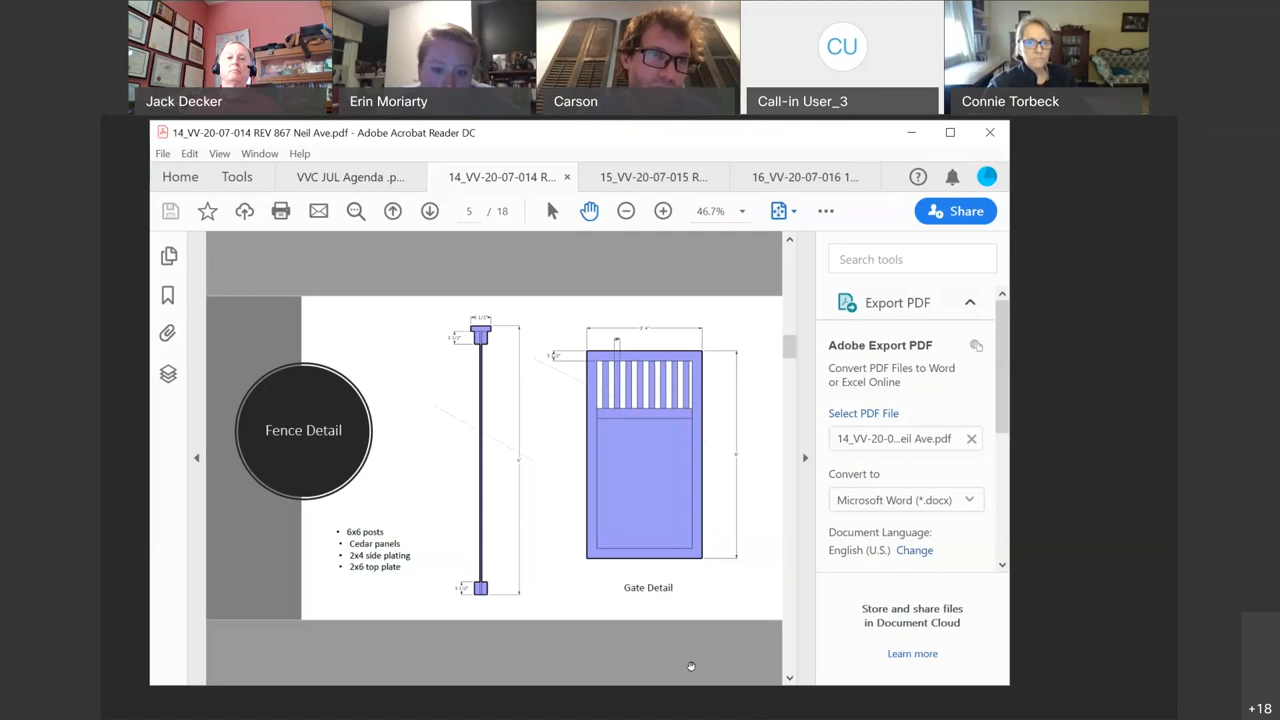 CU
Jack Decker
Erin Moriarty
Carson
Call-in User_3
Connie Torbeck
14_VV-20-07-014 REV 867 Neil Ave.pdf - Adobe Acrobat Reader DC
File Edit View Window Help
Home Tools VVC JUL Agenda .p... 14_VV-20-07-014 R... 15_VV-20-07-015 R... 16_VV-20-07-016 1...
5 / 18 46.7% Share
Search tools
Export PDF
Adobe Export PDF
Convert PDF Files to Word
or Excel Online
Select PDF File
14_VV-20-0...eil Ave.pdf
Convert to
Microsoft Word (*.docx)
Document Language:
English (U.S.) Change
Store and share files
in Document Cloud
Learn more
Fence Detail
• 6x6 posts
• Cedar panels
• 2x4 side plating
• 2x6 top plate
Gate Detail
+18